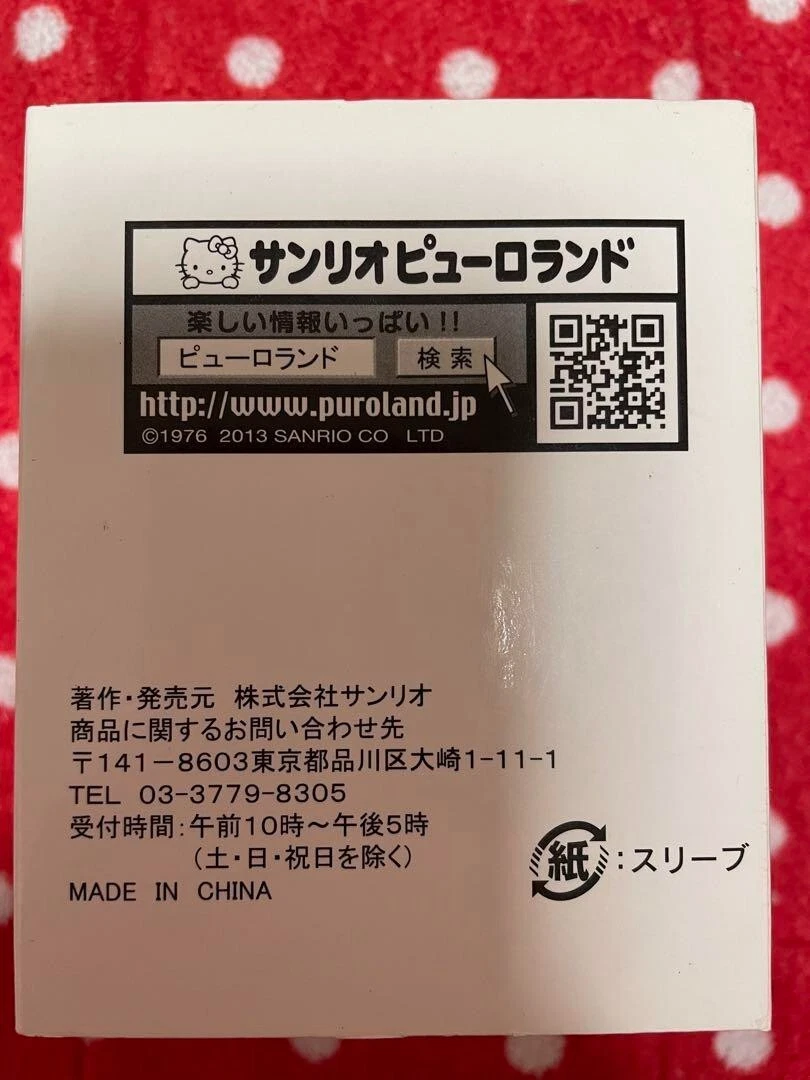 サンリオピューロランド
楽しい情報いっぱい!!
ピューロランド 検索
http://www.puroland.jp
©1976 2013 SANRIO CO LTD
著作・発売元 株式会社サンリオ
商品に関するお問い合わせ先
〒141-8603東京都品川区大崎1-11-1
TEL 03-3779-8305
受付時間:午前10時～午後5時
(土・日・祝日を除く)
MADE IN CHINA
紙:スリーブ